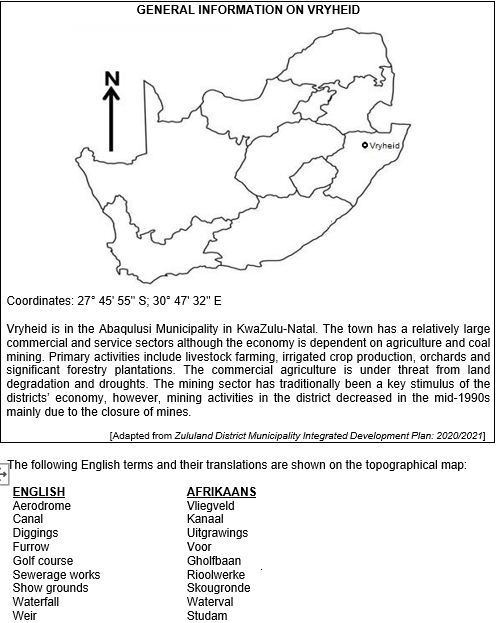 GENERAL INFORMATION ON VRYHEID
N
Vryheid
Coordinates: 27° 45' 55" S; 30° 47' 32" E
Vryheid is in the Abaqulusi Municipality in KwaZulu-Natal. The town has a relatively large
commercial and service sectors although the economy is dependent on agriculture and coal
mining. Primary activities include livestock farming, irrigated crop production, orchards and
significant forestry plantations. The commercial agriculture is under threat from land
degradation and droughts. The mining sector has traditionally been a key stimulus of the
districts' economy, however, mining activities in the district decreased in the mid-1990s
mainly due to the closure of mines.
[Adapted from Zululand District Municipality Integrated Development Plan: 2020/2021]
The following English terms and their translations are shown on the topographical map:
ENGLISH AFRIKAANS
Aerodrome Vliegveld
Canal Kanaal
Diggings Uitgrawings
Furrow Voor
Golf course Gholfbaan
Sewerage works Rioolwerke
Show grounds Skougronde
Waterfall Waterval
Weir Studam